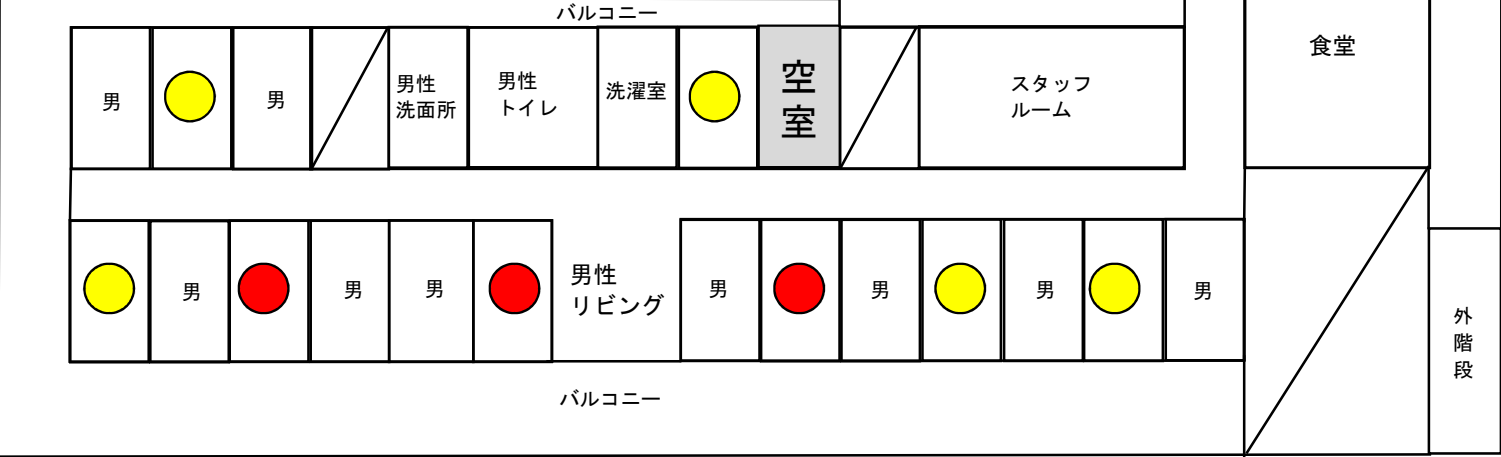 バルコニー
男
男
男性
洗面所
男性
トイレ
洗濯室
空
室
スタッフ
ルーム
食堂
男
男
男
男性
リビング
男
男
男
男
外
階
段
バルコニー